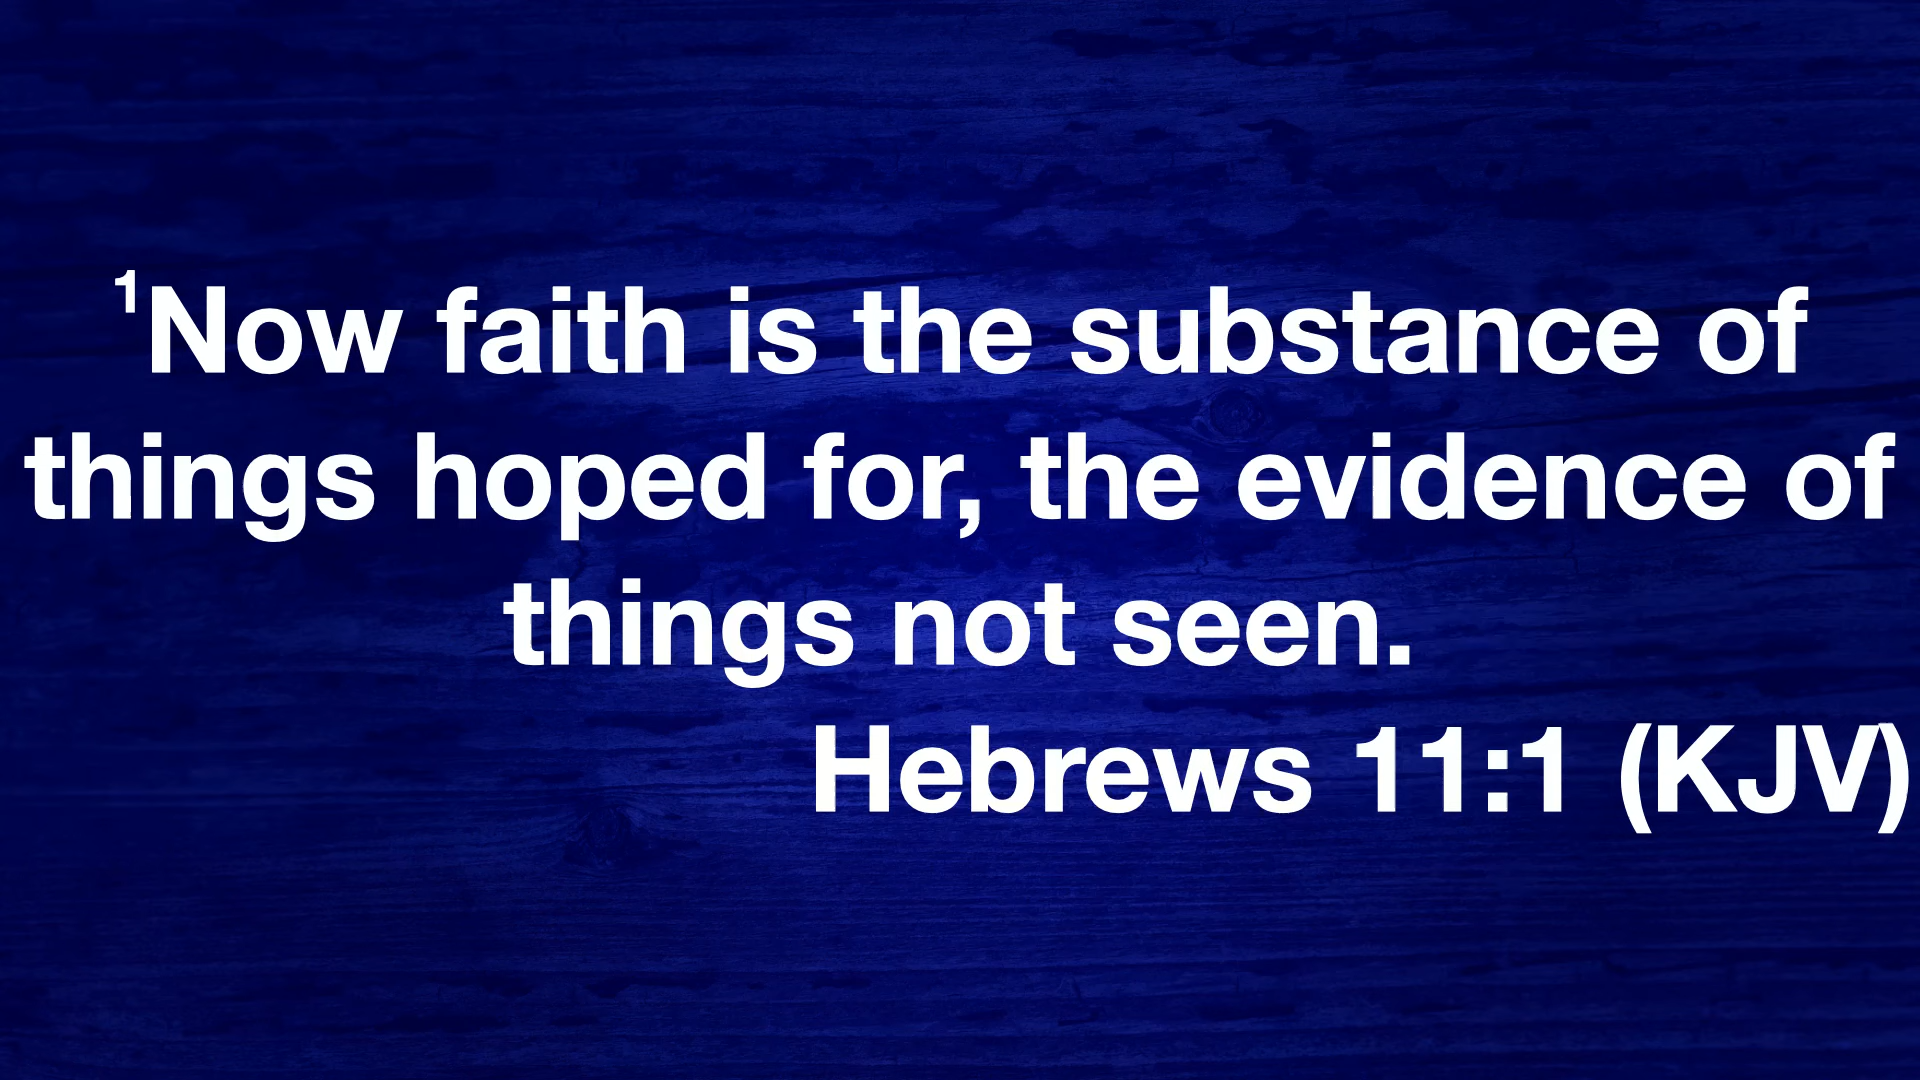 ¹Now faith is the substance of
things hoped for, the evidence of
things not seen.
Hebrews 11:1 (KJV)